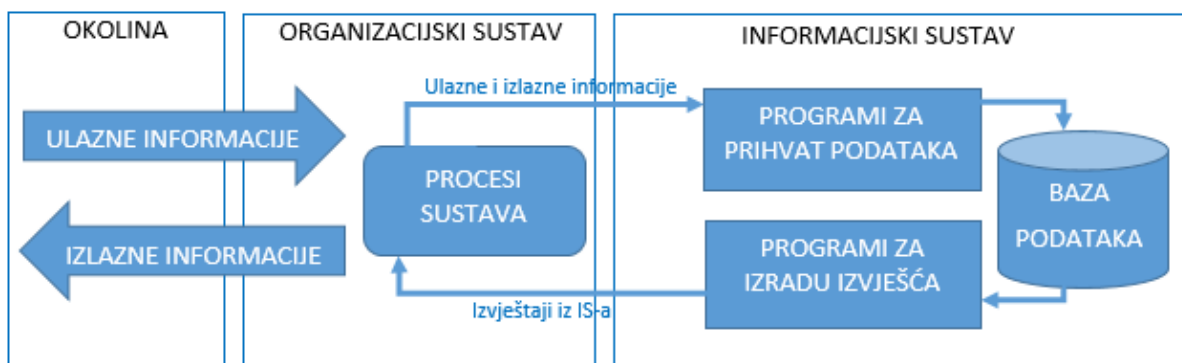 OKOLINA
ORGANIZACIJSKI SUSTAV
INFORMACIJSKI SUSTAV
ULAZNE INFORMACIJE
IZLAZNE INFORMACIJE
Ulazne i izlazne informacije
PROCESI
SUSTAVA
Izvještaji iz IS-a
PROGRAMI ZA
PRIHVAT PODATAKA
PROGRAMI ZA
IZRADU IZVJEŠĆA
BAZA
PODATAKA